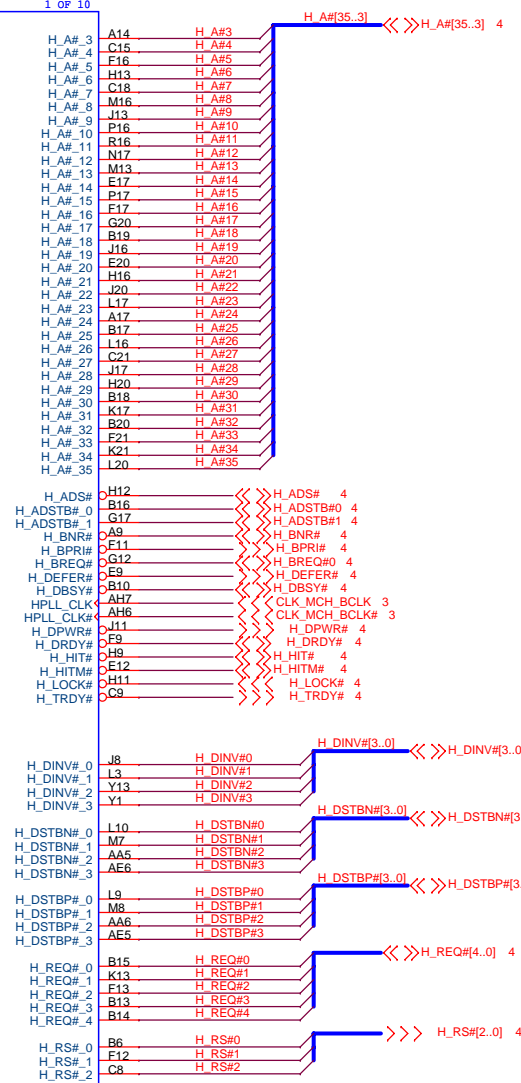 1 OF 10
H_A#[35..3] H_A#[35..3] 4
H_A#_3 A14 H_A#3
H_A#_4 C15 H_A#4
H_A#_5 F16 H_A#5
H_A#_6 H13 H_A#6
H_A#_7 C18 H_A#7
H_A#_8 M16 H_A#8
H_A#_9 J13 H_A#9
H_A#_10 P16 H_A#10
H_A#_11 R16 H_A#11
H_A#_12 N17 H_A#12
H_A#_13 M13 H_A#13
H_A#_14 E17 H_A#14
H_A#_15 P17 H_A#15
H_A#_16 F17 H_A#16
H_A#_17 G20 H_A#17
H_A#_18 B19 H_A#18
H_A#_19 J16 H_A#19
H_A#_20 E20 H_A#20
H_A#_21 H16 H_A#21
H_A#_22 J20 H_A#22
H_A#_23 L17 H_A#23
H_A#_24 A17 H_A#24
H_A#_25 B17 H_A#25
H_A#_26 L16 H_A#26
H_A#_27 C21 H_A#27
H_A#_28 J17 H_A#28
H_A#_29 H20 H_A#29
H_A#_30 B18 H_A#30
H_A#_31 K17 H_A#31
H_A#_32 B20 H_A#32
H_A#_33 F21 H_A#33
H_A#_34 K21 H_A#34
H_A#_35 L20 H_A#35
H_ADS# H12 H_ADS# 4
H_ADSTB#_0 B16 H_ADSTB#0 4
H_ADSTB#_1 G17 H_ADSTB#1 4
H_BNR# A9 H_BNR# 4
H_BPRI# F11 H_BPRI# 4
H_BREQ# G12 H_BREQ#0 4
H_DEFER# E9 H_DEFER# 4
H_DBSY# B10 H_DBSY# 4
HPLL_CLK AH7 CLK_MCH_BCLK 3
HPLL_CLK# AH6 CLK_MCH_BCLK# 3
H_DPWR# J11 H_DPWR# 4
H_DRDY# F9 H_DRDY# 4
H_HIT# H9 H_HIT# 4
H_HITM# E12 H_HITM# 4
H_LOCK# H11 H_LOCK# 4
H_TRDY# C9 H_TRDY# 4
H_DINV#[3..0] H_DINV#[3..0
H_DINV#_0 J8 H_DINV#0
H_DINV#_1 L3 H_DINV#1
H_DINV#_2 Y13 H_DINV#2
H_DINV#_3 Y1 H_DINV#3
H_DSTBN#[3..0] H_DSTBN#[3
H_DSTBN#_0 L10 H_DSTBN#0
H_DSTBN#_1 M7 H_DSTBN#1
H_DSTBN#_2 AA5 H_DSTBN#2
H_DSTBN#_3 AE6 H_DSTBN#3
H_DSTBP#[3..0] H_DSTBP#[3.
H_DSTBP#_0 L9 H_DSTBP#0
H_DSTBP#_1 M8 H_DSTBP#1
H_DSTBP#_2 AA6 H_DSTBP#2
H_DSTBP#_3 AE5 H_DSTBP#3
H_REQ#[4..0] 4
H_REQ#_0 B15 H_REQ#0
H_REQ#_1 K13 H_REQ#1
H_REQ#_2 F13 H_REQ#2
H_REQ#_3 B13 H_REQ#3
H_REQ#_4 B14 H_REQ#4
H_RS#[2..0] 4
H_RS#_0 B6 H_RS#0
H_RS#_1 F12 H_RS#1
H_RS#_2 C8 H_RS#2